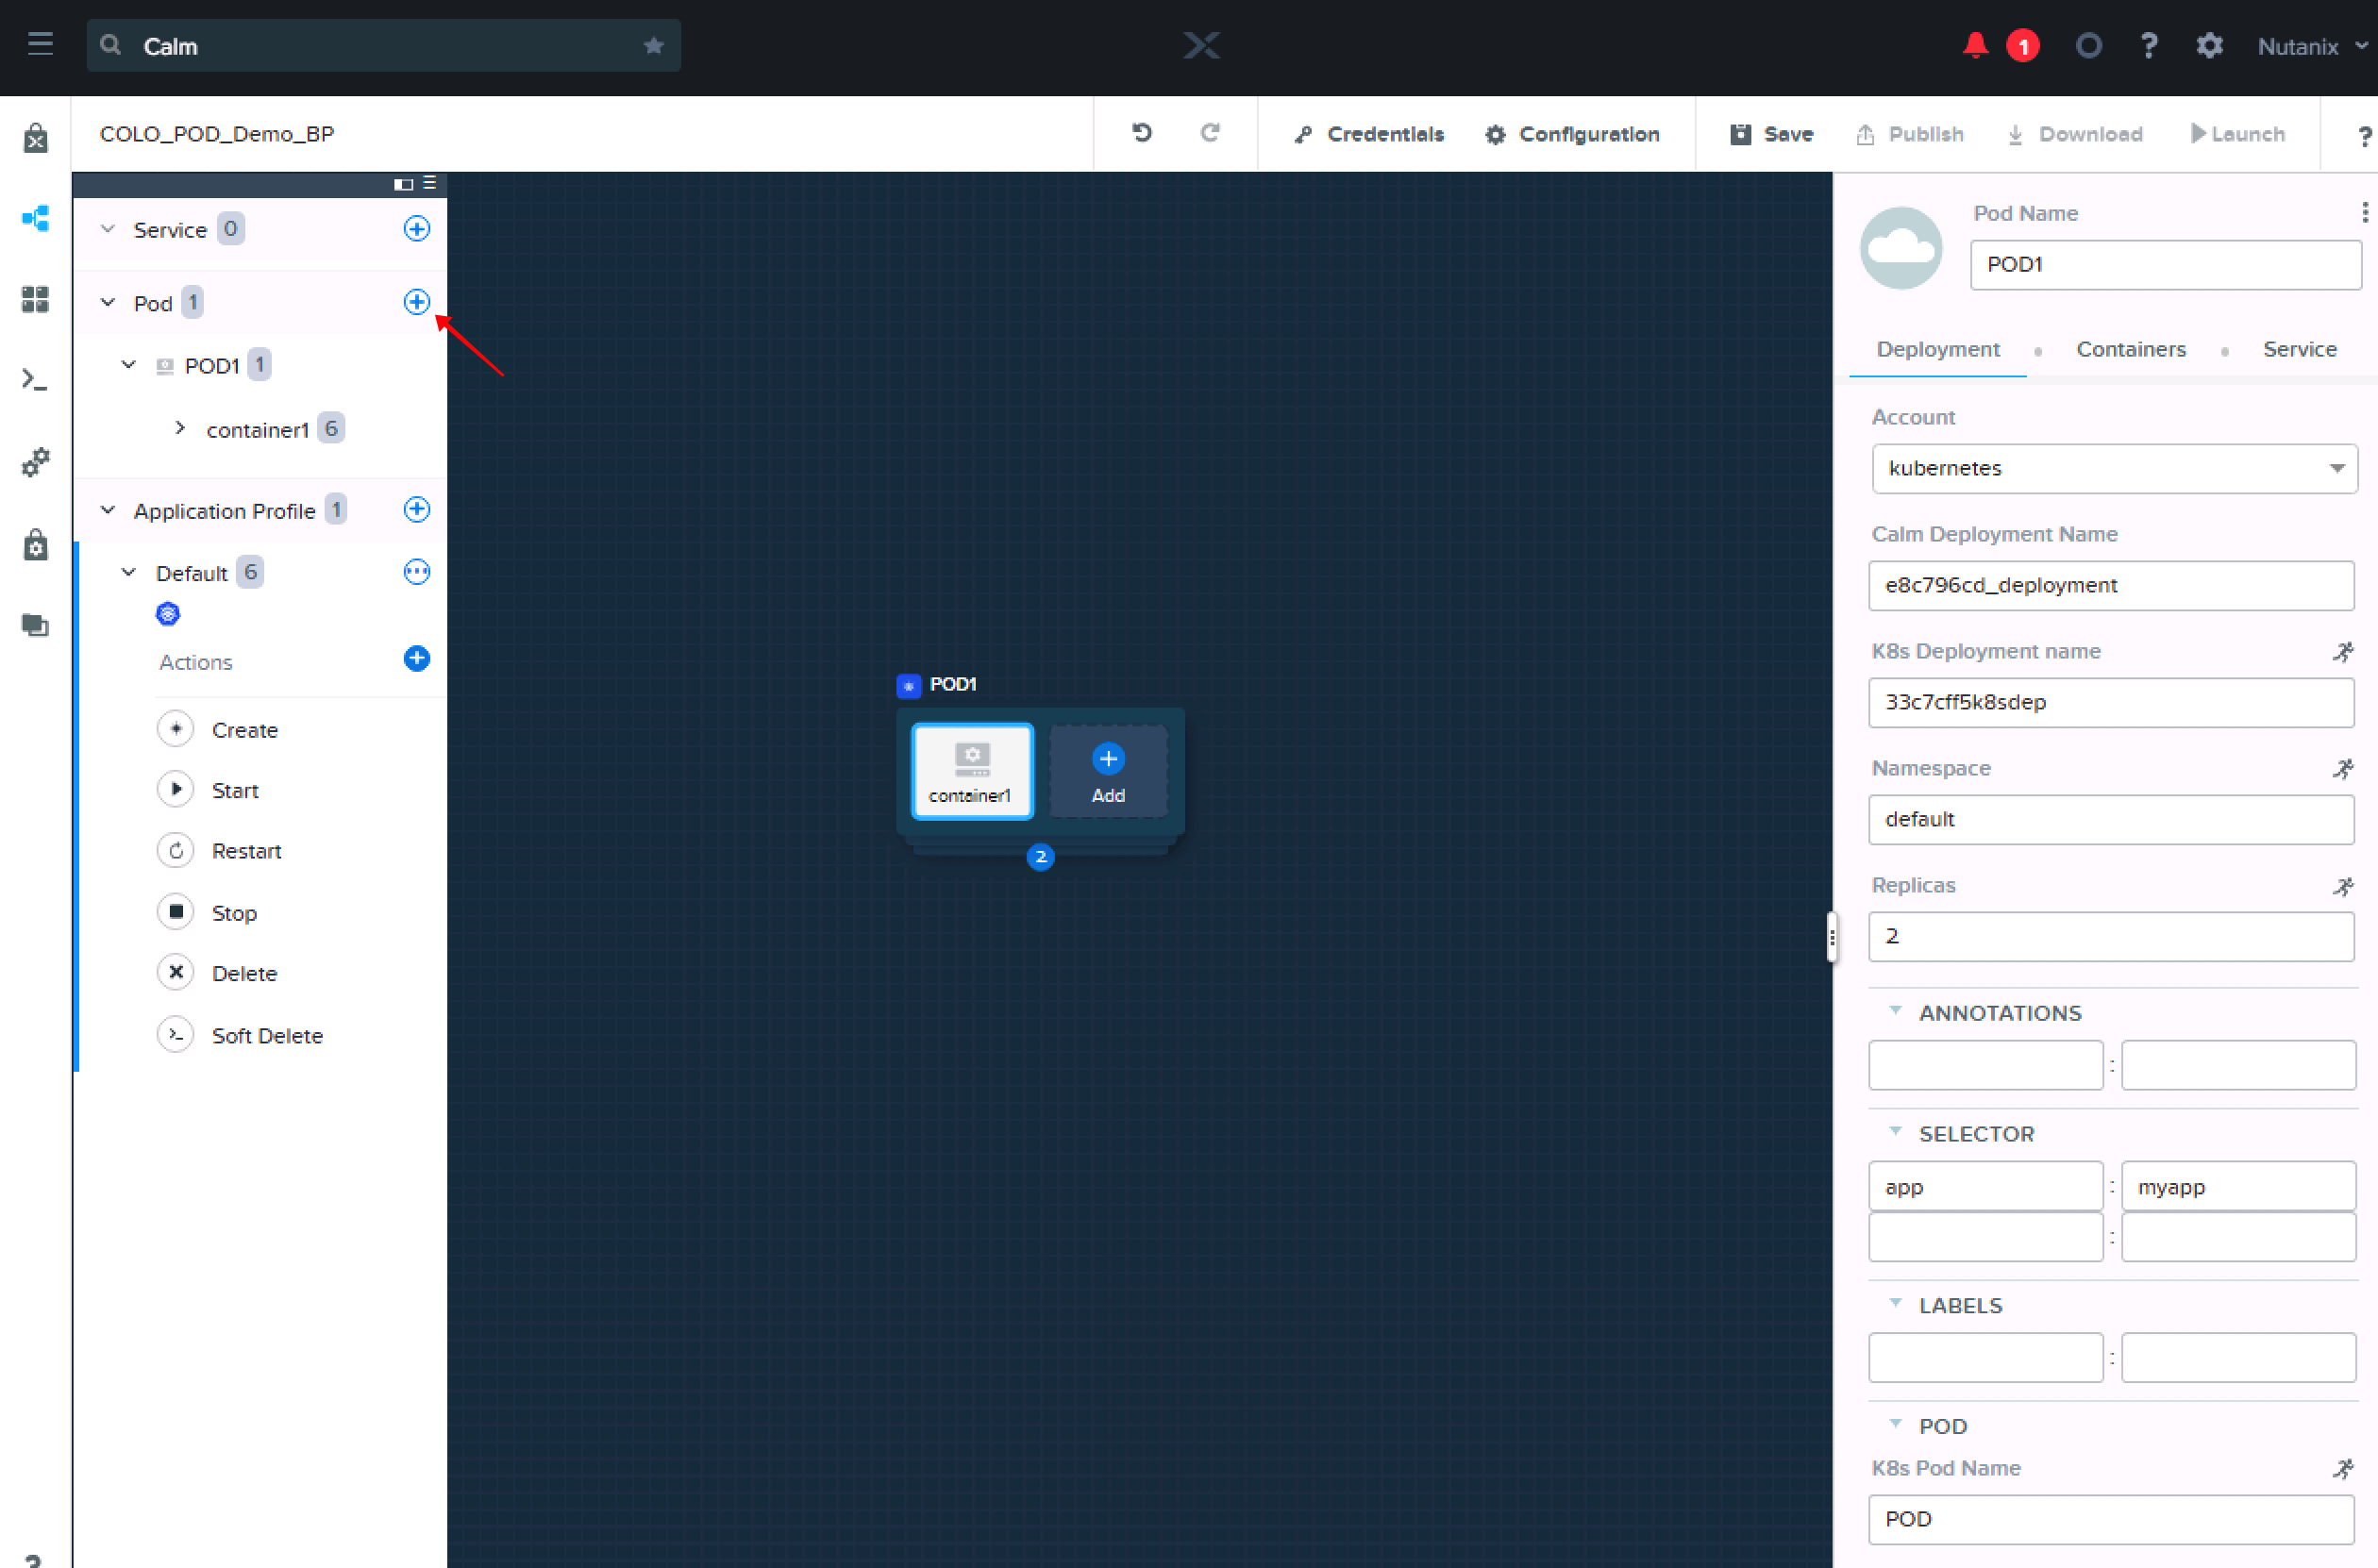 Calm
1
Nutanix
COLO_POD_Demo_BP
Credentials
Configuration
Save
Publish
Download
Launch
?
Service 0
Pod 1
POD1 1
container1 6
Application Profile 1
Default 6
Actions
Create
Start
Restart
Stop
Delete
Soft Delete
POD1
container1
Add
2
Pod Name
POD1
Deployment
Containers
Service
Account
kubernetes
Calm Deployment Name
e8c796cd_deployment
K8s Deployment name
33c7cff5k8sdep
Namespace
default
Replicas
2
ANNOTATIONS
:
SELECTOR
app : myapp
:
LABELS
:
POD
K8s Pod Name
POD